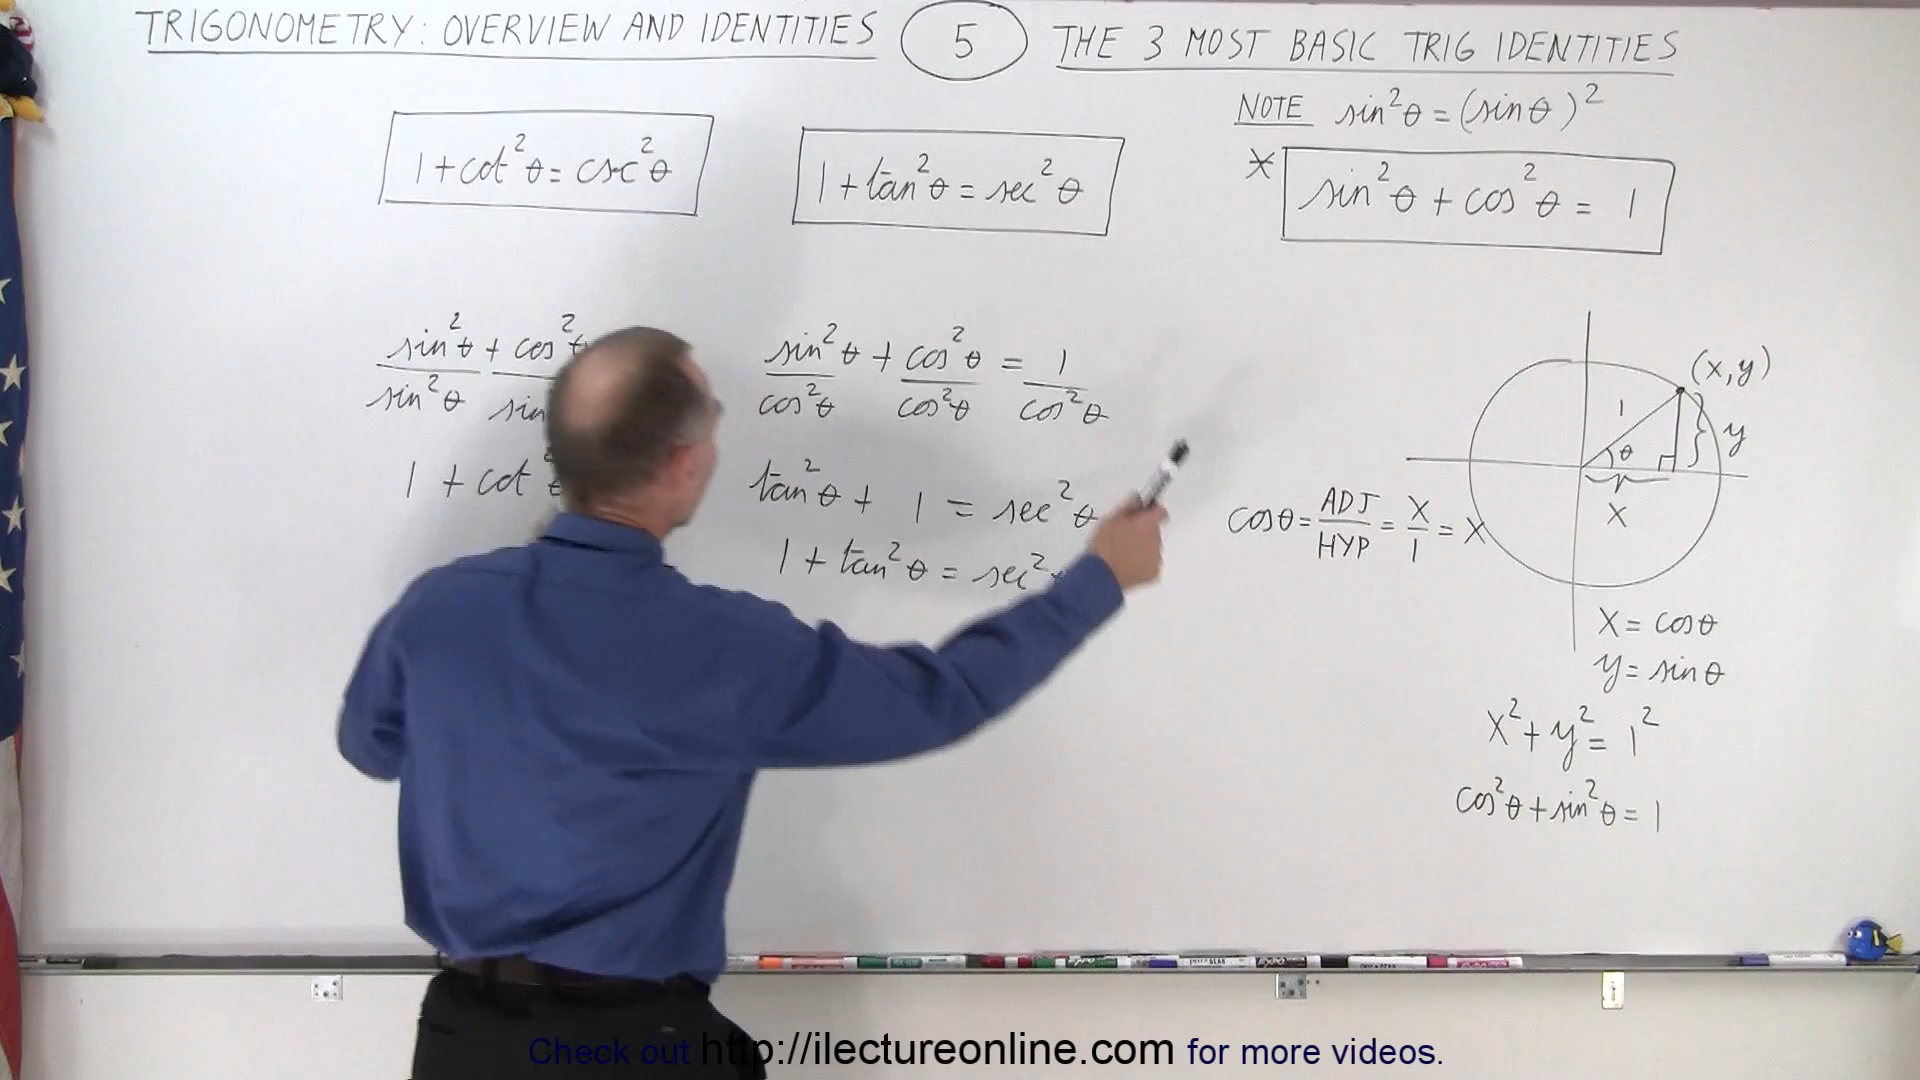 TRIGONOMETRY: OVERVIEW AND IDENTITIES 5 THE 3 MOST BASIC TRIG IDENTITIES
NOTE sin²θ = (sinθ)²
1 + cot²θ = csc²θ
1 + tan²θ = sec²θ
* sin²θ + cos²θ = 1
sin²θ/sin²θ + cos²θ/sin
1 + cot²
sin²θ/cos²θ + cos²θ/cos²θ = 1/cos²θ
tan²θ + 1 = sec²θ
1 + tan²θ = sec²
(x, y)
1
y
θ
x
cosθ = ADJ/HYP = x/1 = x
x = cosθ
y = sinθ
x² + y² = 1²
cos²θ + sin²θ = 1
Check out http://ilectureonline.com for more videos.